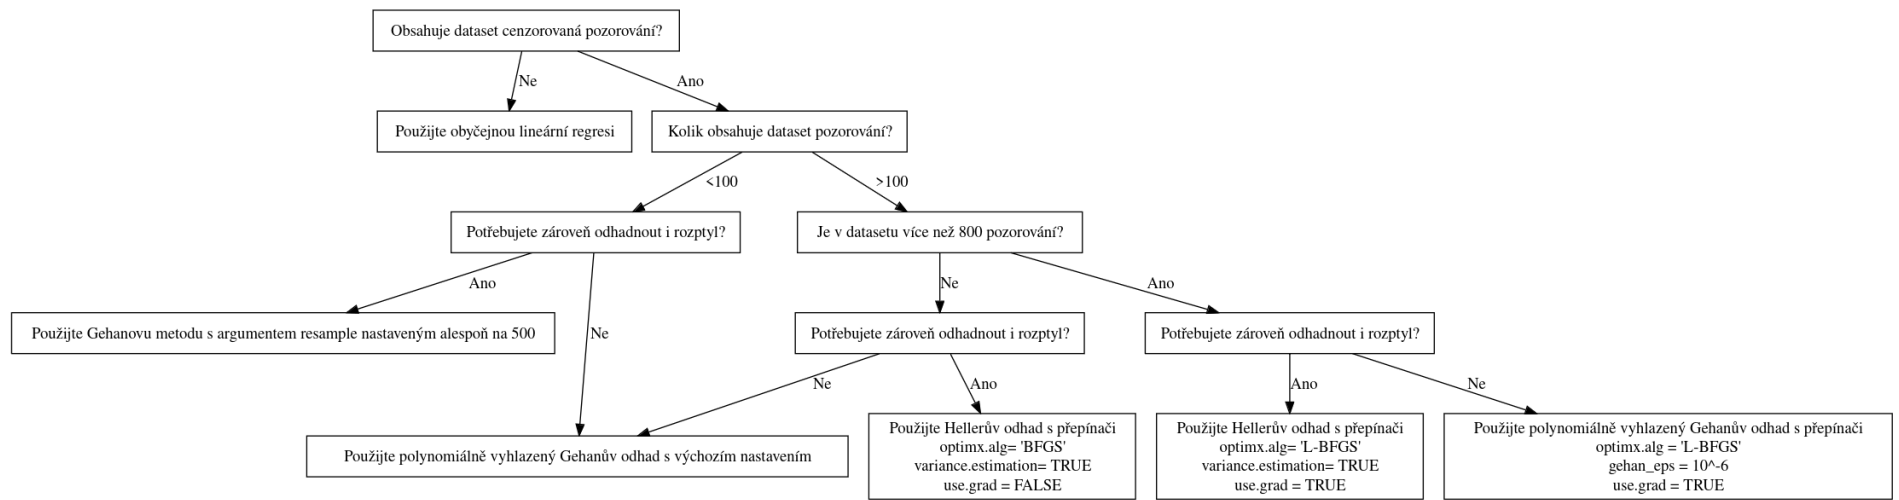 Obsahuje dataset cenzorovaná pozorování?
Ne
Ano
Použijte obyčejnou lineární regresi
Kolik obsahuje dataset pozorování?
<100
>100
Potřebujete zároveň odhadnout i rozptyl?
Je v datasetu více než 800 pozorování?
Ano
Ne
Ne
Ano
Použijte Gehanovu metodu s argumentem resample nastaveným alespoň na 500
Potřebujete zároveň odhadnout i rozptyl?
Potřebujete zároveň odhadnout i rozptyl?
Ne
Ano
Ano
Ne
Použijte polynomiálně vyhlazený Gehanův odhad s výchozím nastavením
Použijte Hellerův odhad s přepínači
optimx.alg= 'BFGS'
variance.estimation= TRUE
use.grad = FALSE
Použijte Hellerův odhad s přepínači
optimx.alg= 'L-BFGS'
variance.estimation= TRUE
use.grad = TRUE
Použijte polynomiálně vyhlazený Gehanův odhad s přepínači
optimx.alg = 'L-BFGS'
gehan_eps = 10^-6
use.grad = TRUE